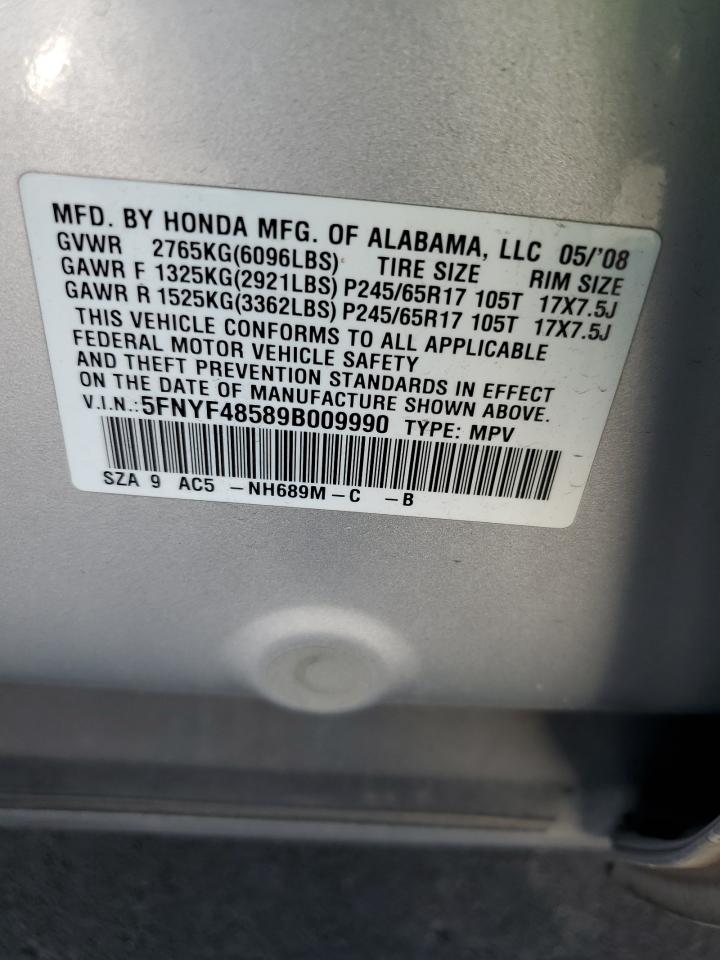 MFD. BY HONDA MFG. OF ALABAMA, LLC 05/'08
GVWR 2765KG(6096LBS) TIRE SIZE RIM SIZE
GAWR F 1325KG(2921LBS) P245/65R17 105T 17X7.5J
GAWR R 1525KG(3362LBS) P245/65R17 105T 17X7.5J
THIS VEHICLE CONFORMS TO ALL APPLICABLE
FEDERAL MOTOR VEHICLE SAFETY
AND THEFT PREVENTION STANDARDS IN EFFECT
ON THE DATE OF MANUFACTURE SHOWN ABOVE.
V.I.N.: 5FNYF48589B009990 TYPE: MPV
SZA 9 AC5 -NH689M-C -B